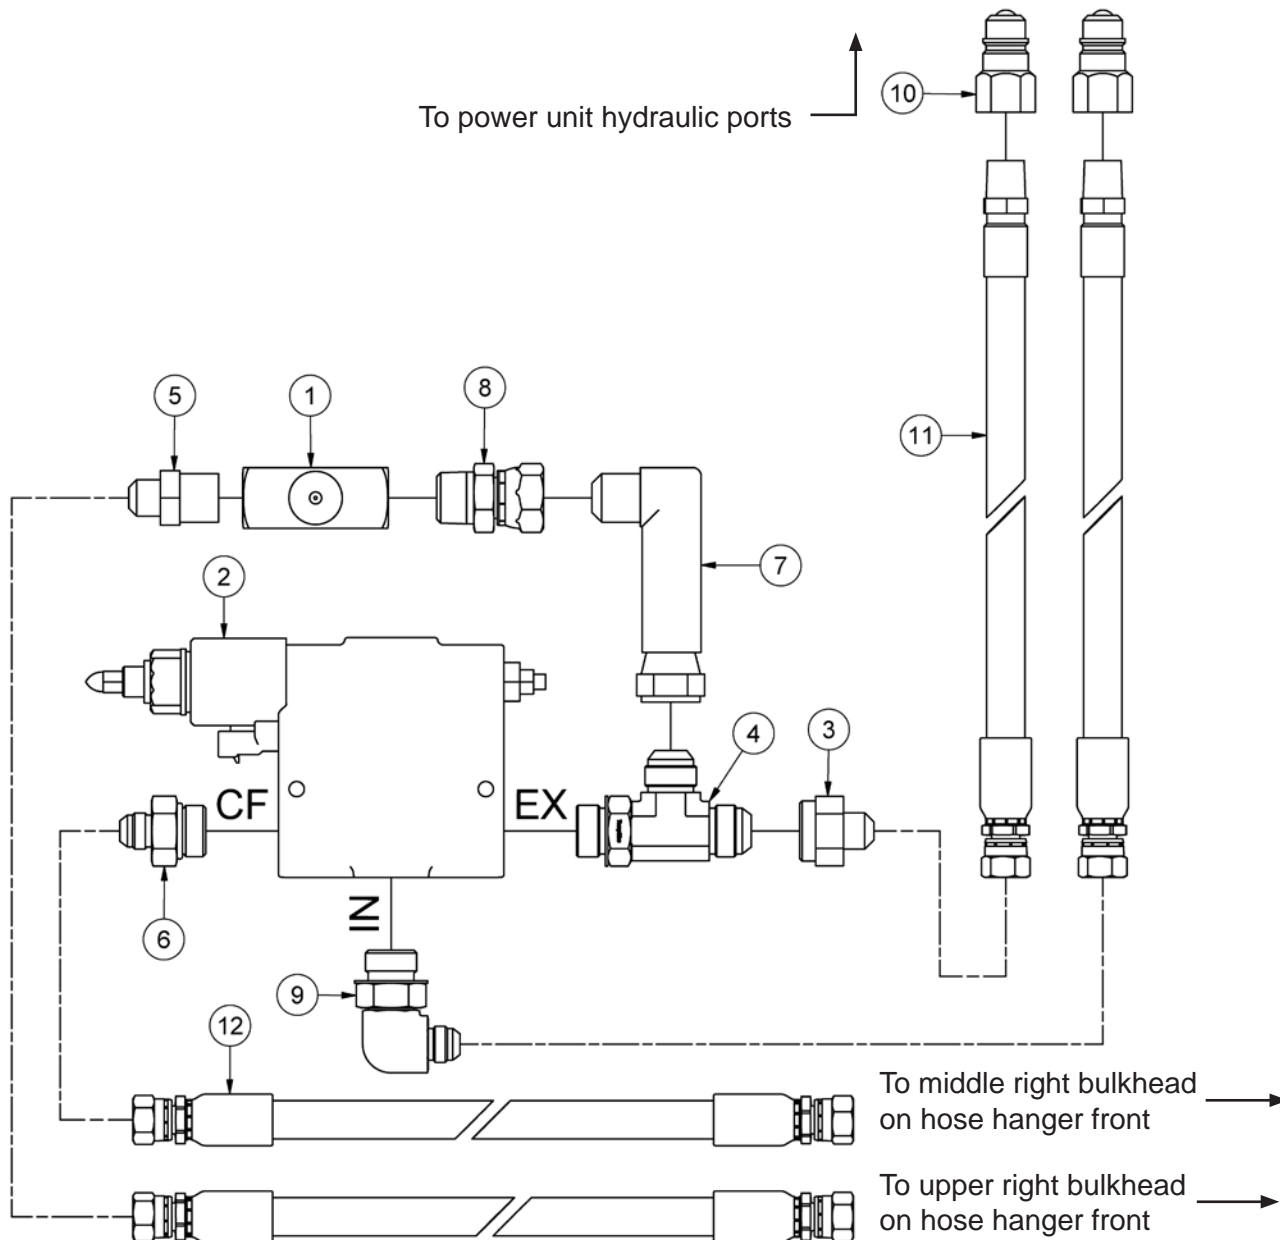 10
To power unit hydraulic ports
5
1
8
11
2
7
4
3
CF
EX
6
IN
9
12
To middle right bulkhead
on hose hanger front
To upper right bulkhead
on hose hanger front